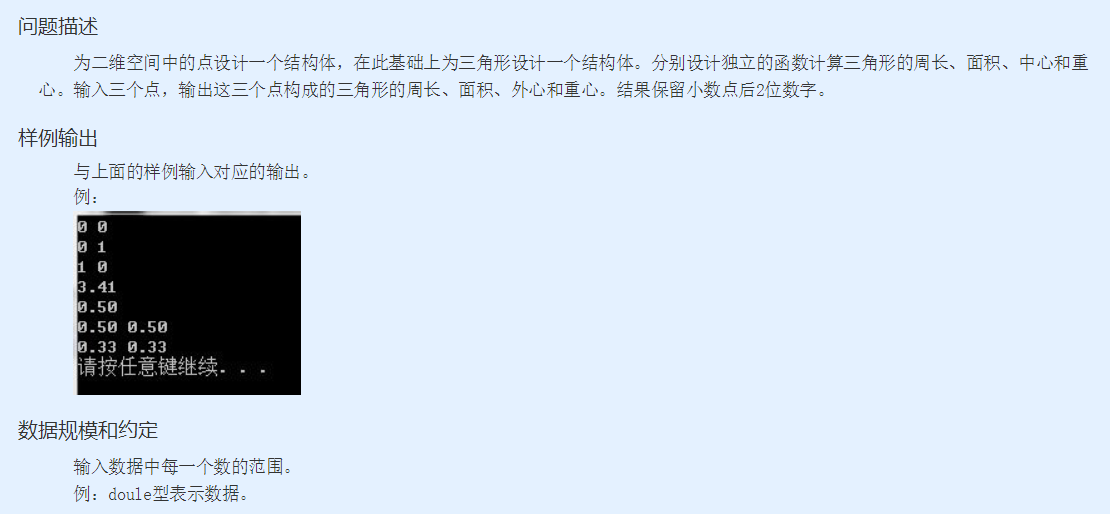 问题描述
为二维空间中的点设计一个结构体，在此基础上为三角形设计一个结构体。分别设计独立的函数计算三角形的周长、面积、中心和重
心。输入三个点，输出这三个点构成的三角形的周长、面积、外心和重心。结果保留小数点后2位数字。
样例输出
与上面的样例输入对应的输出。
例：
0 0
0 1
1 0
3.41
0.50
0.50 0.50
0.33 0.33
请按任意键继续. . .
数据规模和约定
输入数据中每一个数的范围。
例：doule型表示数据。